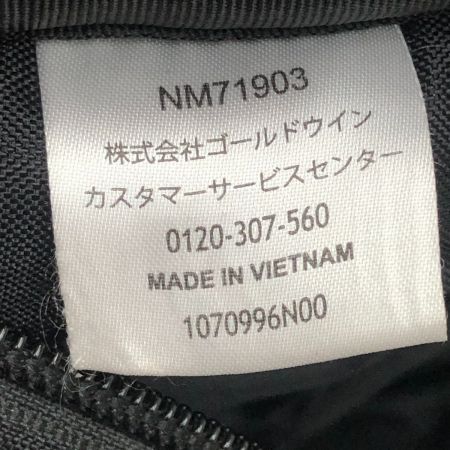 NM71903
株式会社ゴールドウイン
カスタマーサービスセンター
0120-307-560
MADE IN VIETNAM
1070996N00